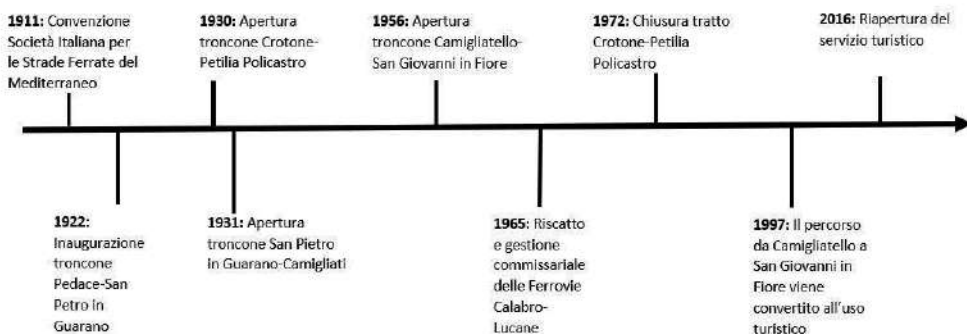 1911: Convenzione
Società Italiana per
le Strade Ferrate del
Mediterraneo
1930: Apertura
troncone Crotone-
Petilia Policastro
1956: Apertura
troncone Camigliatello-
San Giovanni in Fiore
1972: Chiusura tratto
Crotone-Petilia
Policastro
2016: Riapertura del
servizio turistico
1922:
Inaugurazione
troncone
Pedace-San
Petro in
Guarano
1931: Apertura
troncone San Pietro
in Guarano-Camigliati
1965: Riscatto
e gestione
commissariale
delle Ferrovie
Calabro-
Lucane
1997: Il percorso
da Camigliatello a
San Giovanni in
Fiore viene
convertito all'uso
turistico